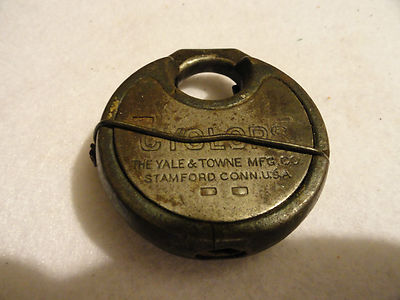 CYCLOPS
THE YALE & TOWNE MFG. CO.
STAMFORD CONN. U.S.A.